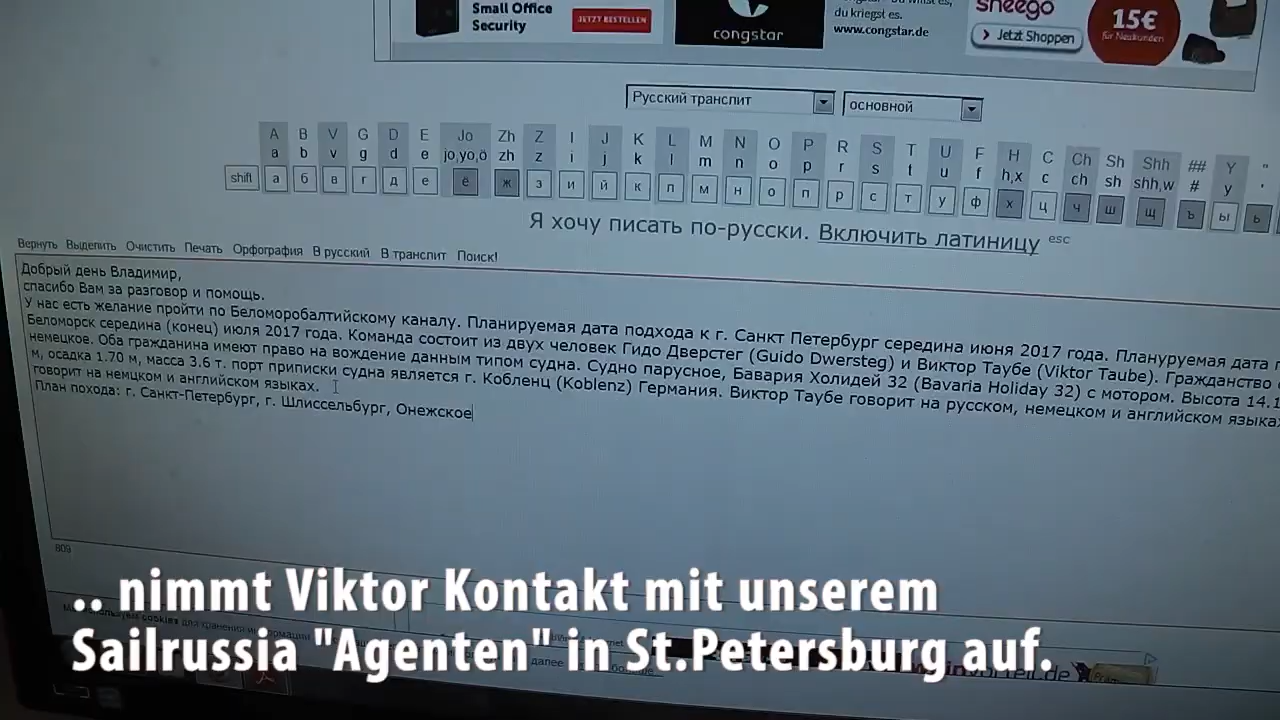 Small Office
Security
JETZT BESTELLEN
congstar
du kriegst es.
www.congstar.de
sheego
Jetzt Shoppen
15€
für Neukunden
Русский транслит
основной
A B V G D E Jo Zh Z I J K L M N O P R S T U F H C Ch Sh Shh ## Y "
a b v g d e jo,yo,ö zh z i j k l m n o p r s t u f h,x c ch sh shh,w # y '
shift а б в г д е ё ж з и й к л м н о п р с т у ф х ц ч ш щ ъ ы ь
Я хочу писать по-русски. Включить латиницу esc
Вернуть Выделить Очистить Печать Орфография В русский В транслит Поиск!
Добрый день Владимир,
спасибо Вам за разговор и помощь.
У нас есть желание пройти по Беломоробалтийскому каналу. Планируемая дата подхода к г. Санкт Петербург середина июня 2017 года. Плануруемая дата
Беломорск середина (конец) июля 2017 года. Команда состоит из двух человек Гидо Дверстег (Guido Dwersteg) и Виктор Таубе (Viktor Taube). Гражданство
немецкое. Оба гражданина имеют право на вождение данным типом судна. Судно парусное, Бавария Холидей 32 (Bavaria Holiday 32) с мотором. Высота 14.1
м, осадка 1.70 м, масса 3.6 т. порт приписки судна является г. Кобленц (Koblenz) Германия. Виктор Таубе говорит на русском, немецком и английском языках
говорит на немцком и английском языках.
План похода: г. Санкт-Петербург, г. Шлиссельбург, Онежское
809
.. nimmt Viktor Kontakt mit unserem
Sailrussia "Agenten" in St.Petersburg auf.